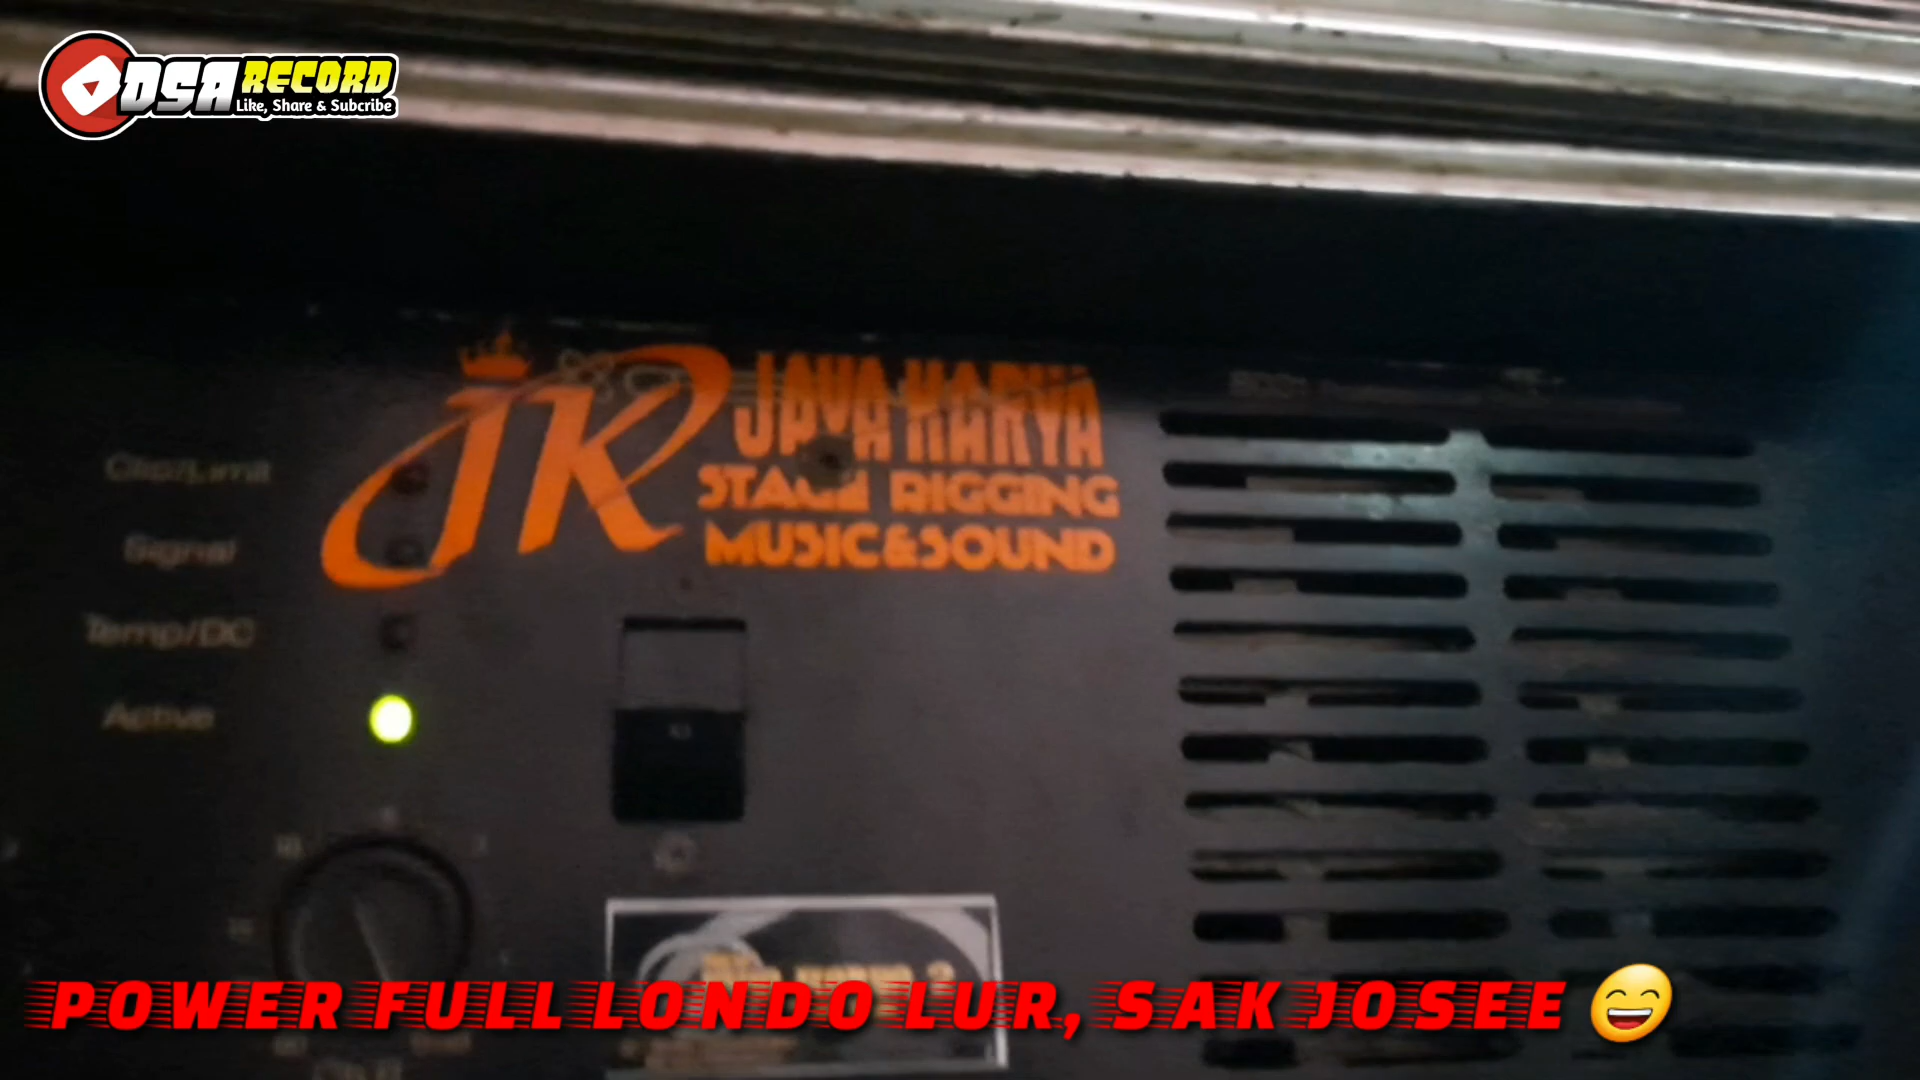 DSA RECORD
Like, Share & Subcribe
JK JAVA KARYA
STAGE RIGGING
MUSIC&SOUND
Clip/Limit
Signal
Temp/DC
Active
POWER FULL LONDO LUR, SAK JOSEE 😄